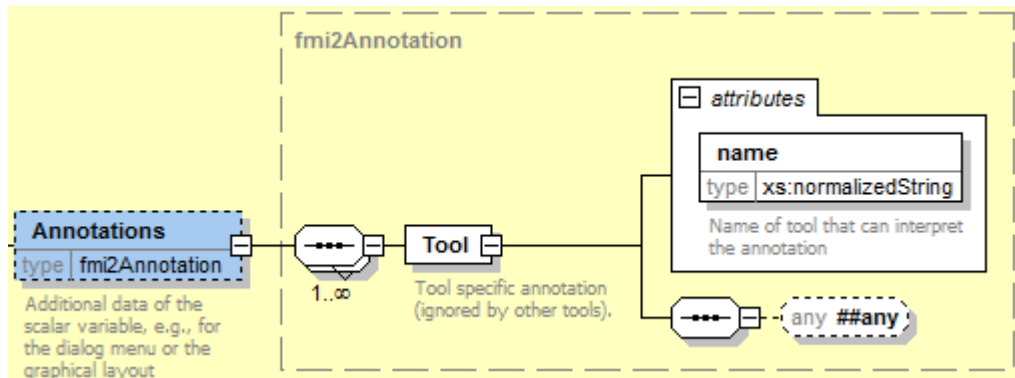 fmi2Annotation
attributes
name
type xs:normalizedString
Name of tool that can interpret
the annotation
Annotations
type fmi2Annotation
Additional data of the
scalar variable, e.g., for
the dialog menu or the
graphical layout
1..∞
Tool
Tool specific annotation
(ignored by other tools).
any ##any